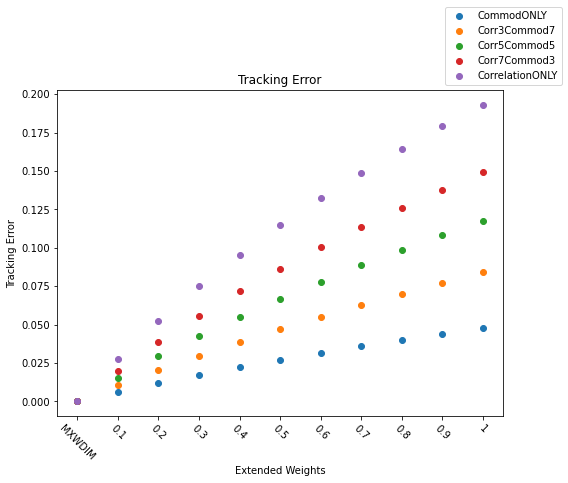 CommodONLY
Corr3Commod7
Corr5Commod5
Corr7Commod3
CorrelationONLY
Tracking Error
0.200
0.175
0.150
0.125
0.100
0.075
0.050
0.025
0.000
Tracking Error
MXWDIM 0.1 0.2 0.3 0.4 0.5 0.6 0.7 0.8 0.9 1
Extended Weights